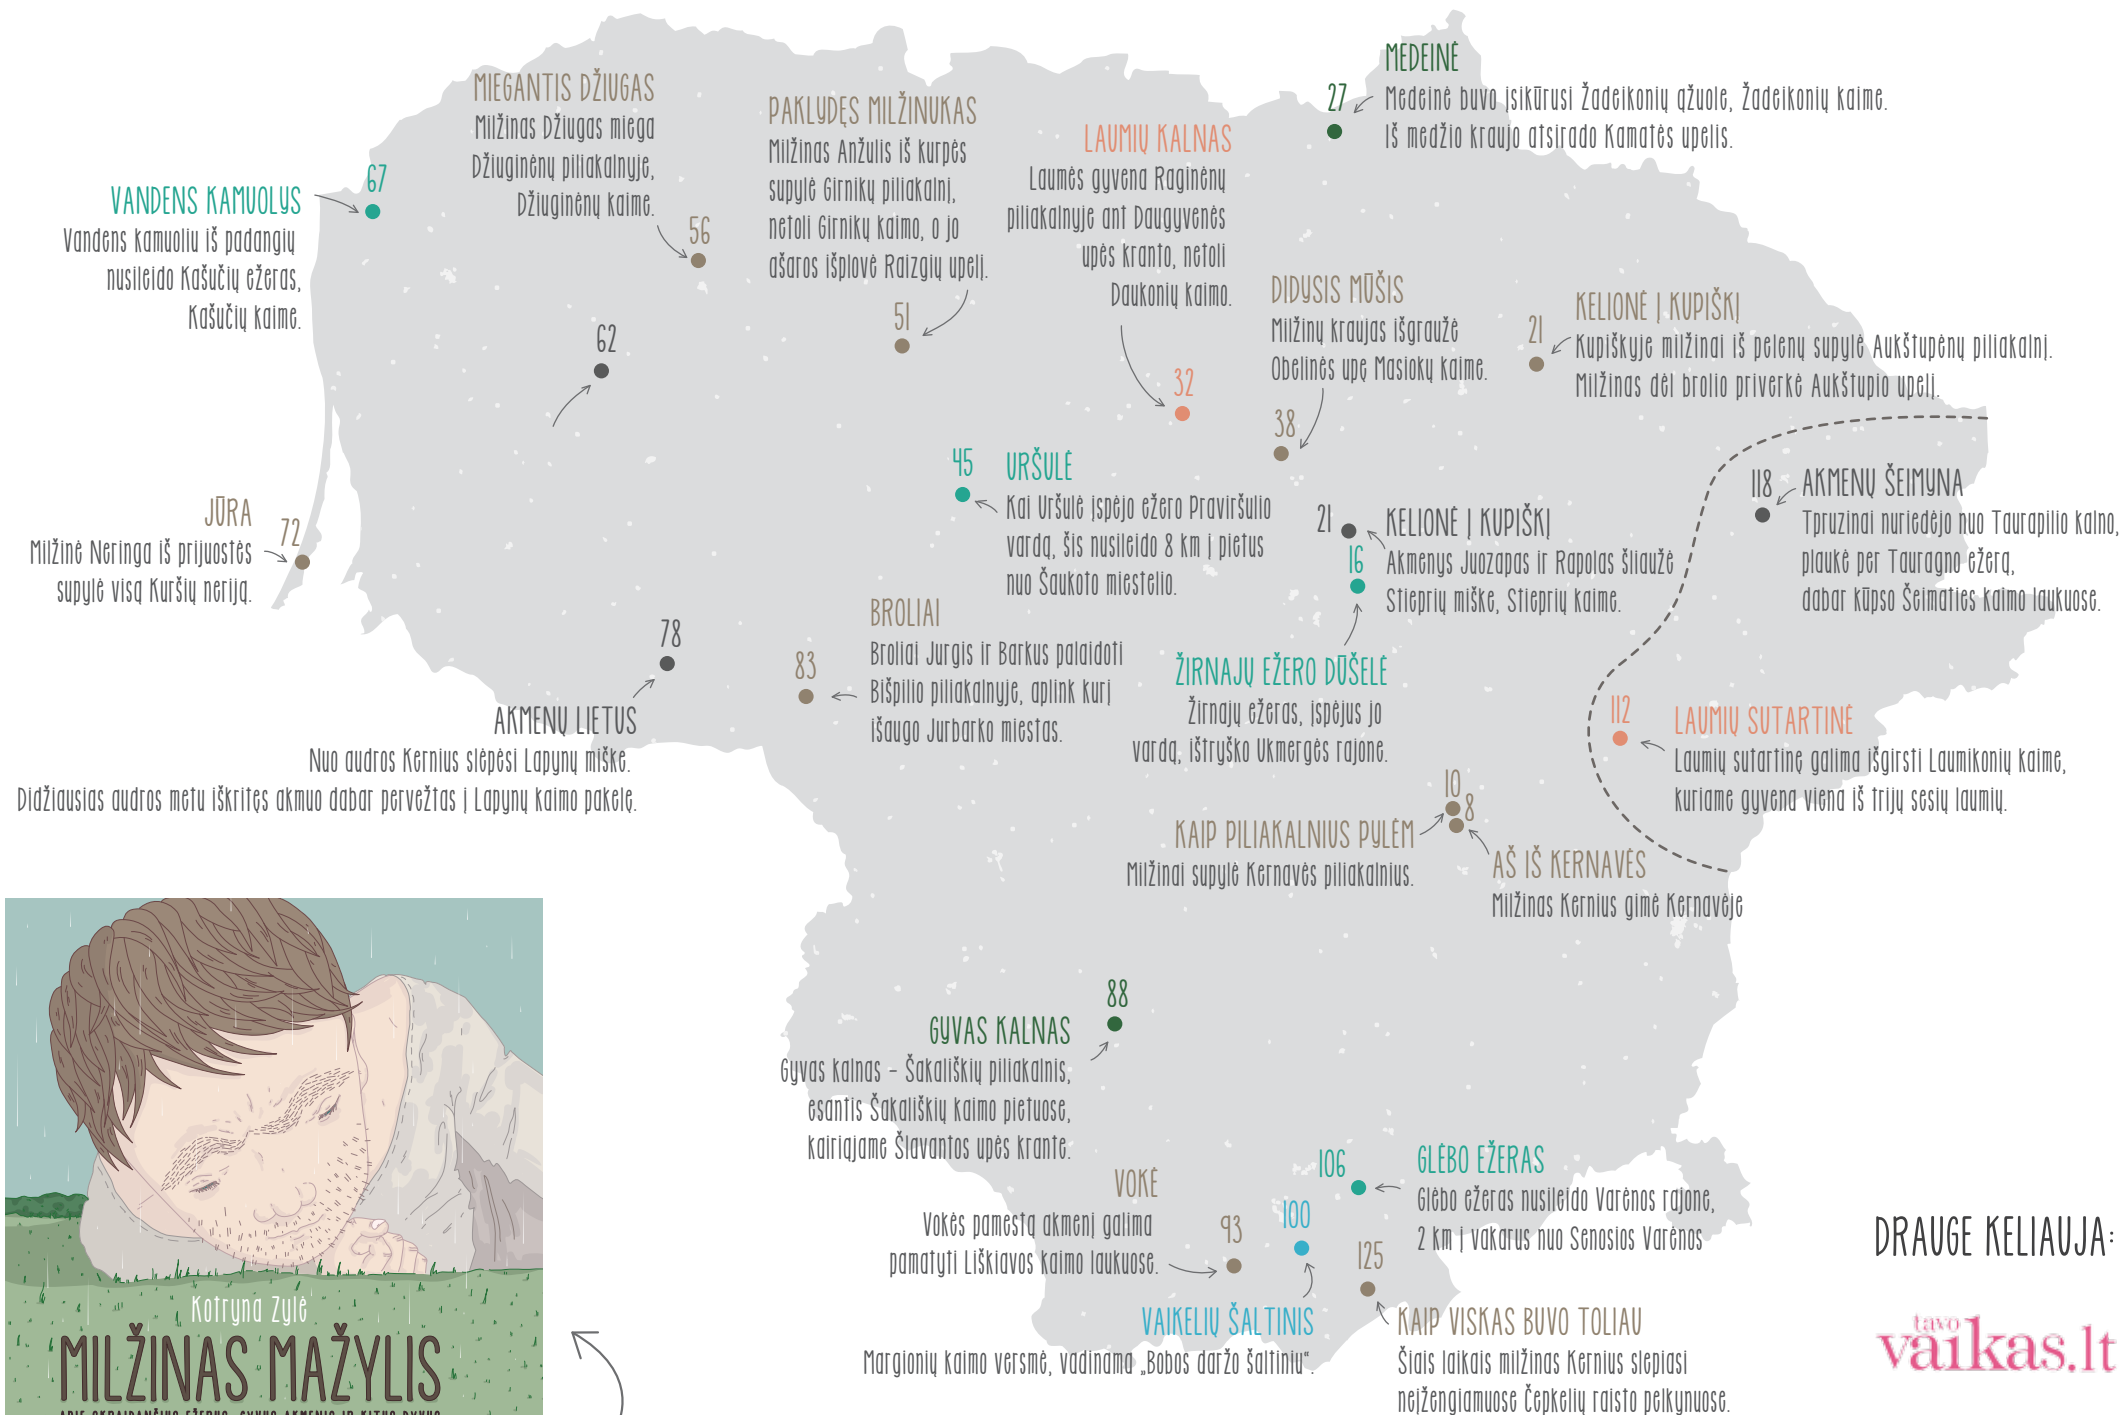 MEDEINĖ
27
Medeinė buvo įsikūrusi Žadeikonių ąžuole, Žadeikonių kaime.
Iš medžio kraujo atsirado Kamatės upelis.
MIEGANTIS DŽIUGAS
Milžinas Džiugas miega
Džiuginėnų piliakalnyje,
Džiuginėnų kaime.
56
PAKLYDĘS MILŽINUKAS
Milžinas Anžulis iš kurpės
supylė Girnikų piliakalnį,
netoli Girnikų kaimo, o jo
ašaros išplovė Raizgių upelį.
51
LAUMIŲ KALNAS
Laumės gyvena Raginėnų
piliakalnyje ant Daugyvenės
upės kranto, netoli
Daukonių kaimo.
32
67
VANDENS KAMUOLYS
Vandens kamuoliu iš padangių
nusileido Kašučių ežeras,
Kašučių kaime.
62
DIDYSIS MŪŠIS
Milžinų kraujas išgraužė
Obelinės upę Masiokų kaime.
38
21
KELIONĖ Į KUPIŠKĮ
Kupiškyje milžinai iš pelenų supylė Aukštupėnų piliakalnį.
Milžinas dėl brolio priverkė Aukštupio upelį.
45
URŠULĖ
Kai Uršulė įspėjo ežero Praviršulio
vardą, šis nusileido 8 km į pietus
nuo Šaukoto miestelio.
118
AKMENŲ ŠEIMYNA
Tpruzinai nuriedėjo nuo Taurapilio kalno,
plaukė per Tauragno ežerą,
dabar kūpso Šeimaties kaimo laukuose.
JŪRA
72
Milžinė Neringa iš prijuostės
supylė visą Kuršių neriją.
21
KELIONĖ Į KUPIŠKĮ
Akmenys Juozapas ir Rapolas šliaužė
Stieprių miške, Stieprių kaime.
16
ŽIRNAJŲ EŽERO DŪŠELĖ
Žirnajų ežeras, įspėjus jo
vardą, ištryško Ukmergės rajone.
78
AKMENŲ LIETUS
Nuo audros Kernius slėpėsi Lapynų miške.
Didžiausias audros metu iškritęs akmuo dabar pervežtas į Lapynų kaimo pakelę.
83
BROLIAI
Broliai Jurgis ir Barkus palaidoti
Bišpilio piliakalnyje, aplink kurį
išaugo Jurbarko miestas.
112
LAUMIŲ SUTARTINĖ
Laumių sutartinę galima išgirsti Laumikonių kaime,
kuriame gyvena viena iš trijų sesių laumių.
10
8
KAIP PILIAKALNIUS PYLĖM
Milžinai supylė Kernavės piliakalnius.
AŠ IŠ KERNAVĖS
Milžinas Kernius gimė Kernavėje
88
GYVAS KALNAS
Gyvas kalnas – Šakališkių piliakalnis,
esantis Šakališkių kaimo pietuose,
kairiajame Šlavantos upės krante.
VOKĖ
Vokės pamestą akmenį galima
pamatyti Liškiavos kaimo laukuose.
93
106
GLĖBO EŽERAS
Glėbo ežeras nusileido Varėnos rajone,
2 km į vakarus nuo Senosios Varėnos
100
VAIKELIŲ ŠALTINIS
Margionių kaimo versmė, vadinama „Bobos daržo šaltiniu“.
125
KAIP VISKAS BUVO TOLIAU
Šiais laikais milžinas Kernius slepiasi
neįžengiamuose Čepkelių raisto pelkynuose.
Kotryna Zylė
MILŽINAS MAŽYLIS
APIE SKRAIDANČIUS EŽERUS, GYVUS AKMENIS IR KITUS DYVUS
DRAUGE KELIAUJA:
tavo
vaikas.lt